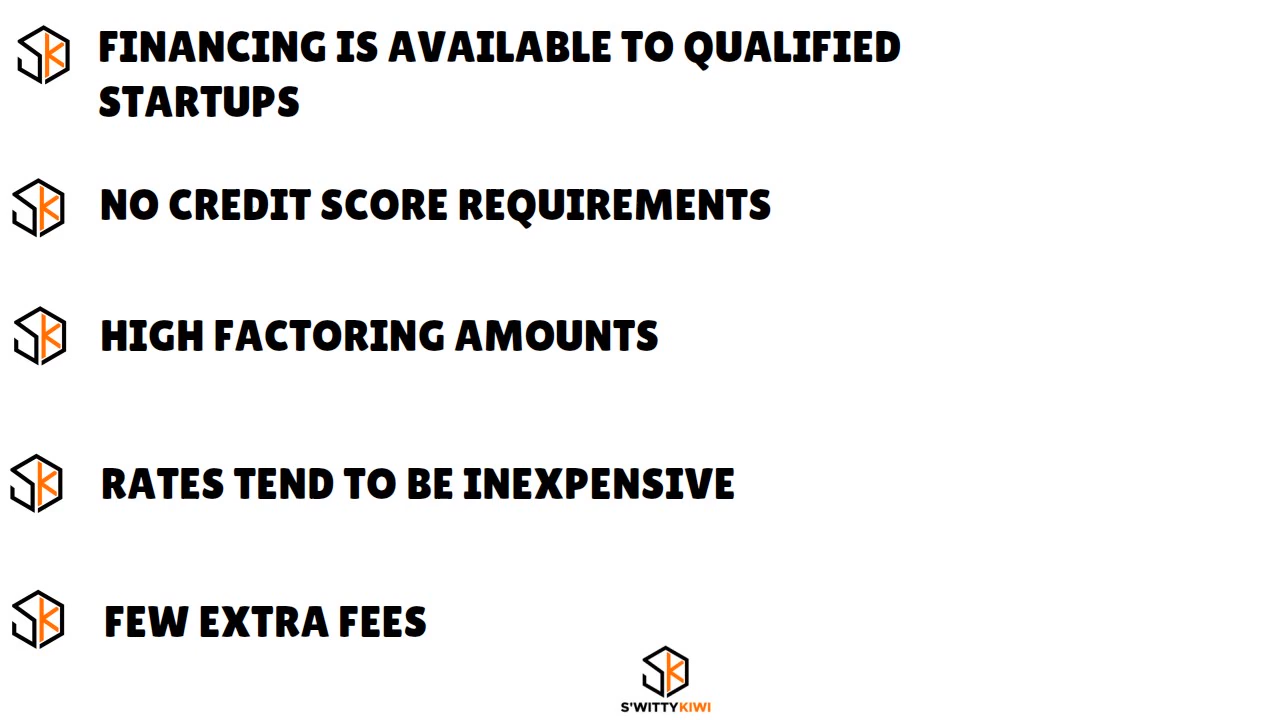 FINANCING IS AVAILABLE TO QUALIFIED
STARTUPS
NO CREDIT SCORE REQUIREMENTS
HIGH FACTORING AMOUNTS
RATES TEND TO BE INEXPENSIVE
FEW EXTRA FEES
S'WITTYKIWI